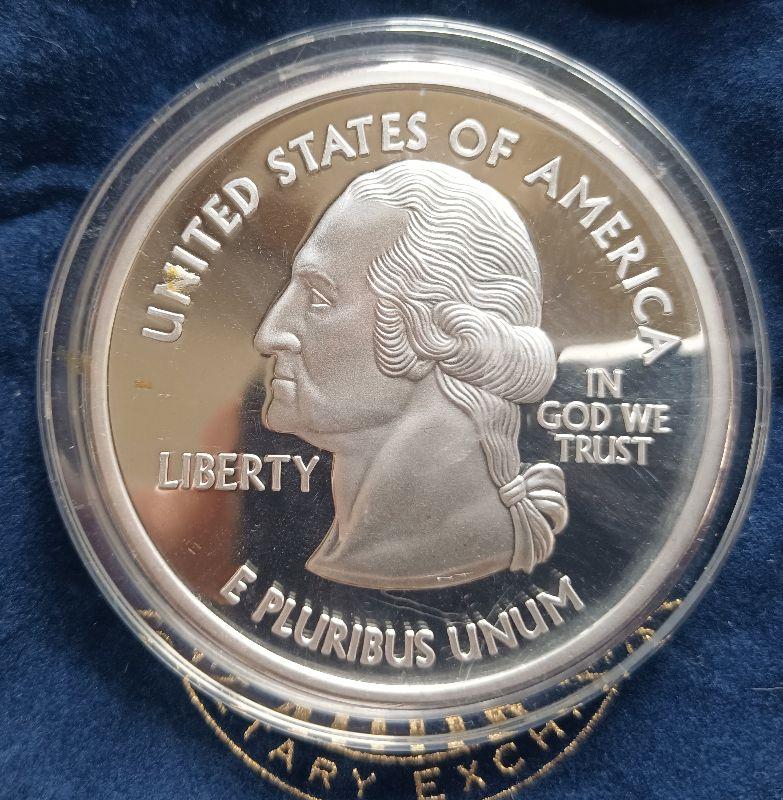 UNITED STATES OF AMERICA
IN
GOD WE
TRUST
LIBERTY
E PLURIBUS UNUM